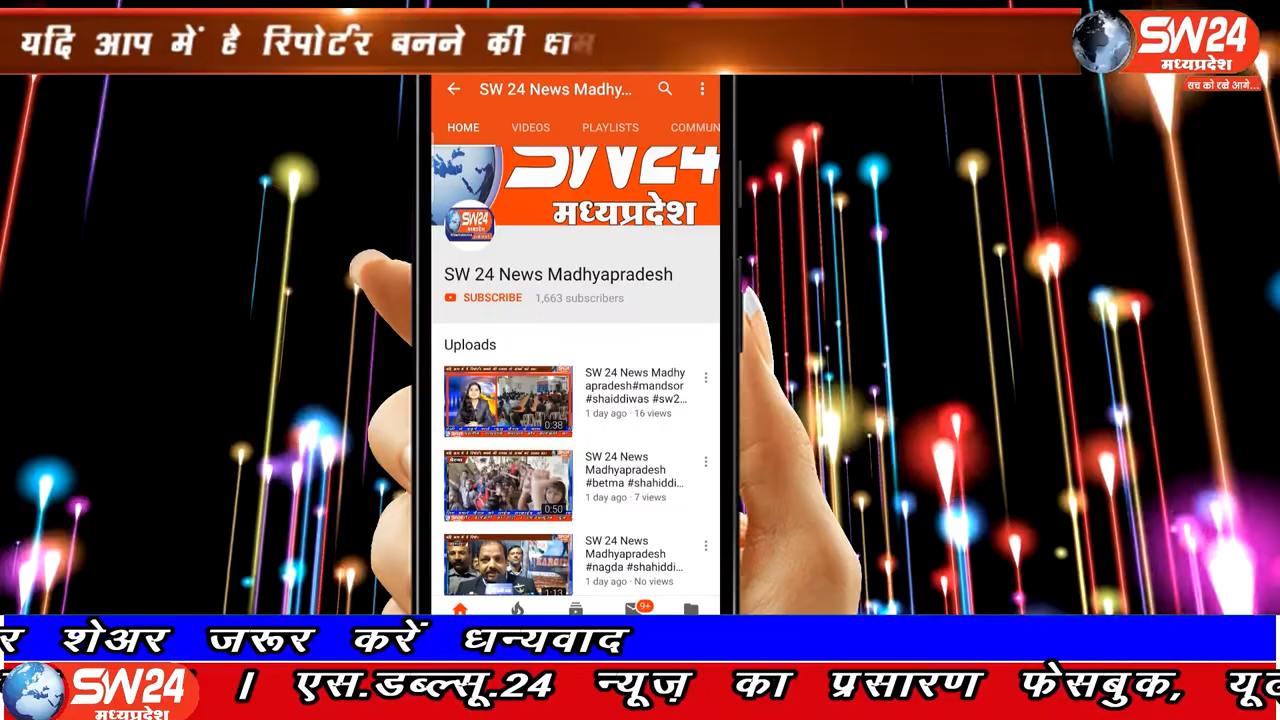 यदि आप में है रिपोर्टर बनने की क्षम
SW24
मध्यप्रदेश
सच को रखे आगे...
SW 24 News Madhy...
HOME VIDEOS PLAYLISTS COMMUN
SW24
मध्यप्रदेश
SW24
SW 24 News Madhyapradesh
SUBSCRIBE 1,663 subscribers
Uploads
SW 24 News Madhy
apradesh#mandsor
#shaiddiwas #sw2...
1 day ago · 16 views
0:38
SW 24 News
Madhyapradesh
#betma #shahiddi...
1 day ago · 7 views
0:50
SW 24 News
Madhyapradesh
#nagda #shahiddi...
1 day ago · No views
1:13
9+
र शेअर जरूर करें धन्यवाद
SW24
मध्यप्रदेश
। एस.डब्ल्सू.24 न्यूज़ का प्रसारण फेसबुक, यूट